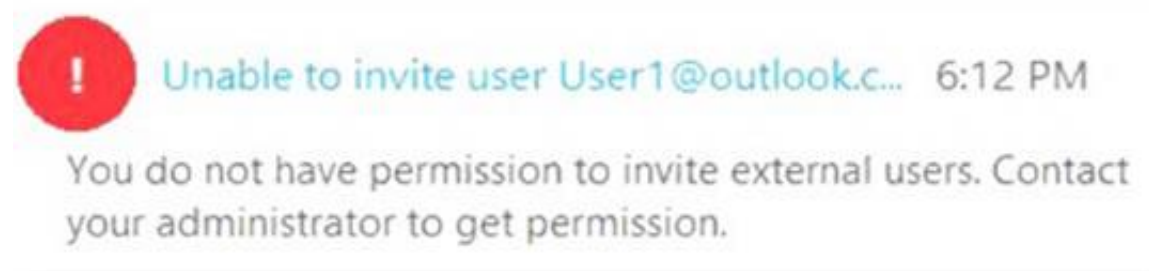 ! Unable to invite user User1@outlook.c... 6:12 PM
You do not have permission to invite external users. Contact
your administrator to get permission.